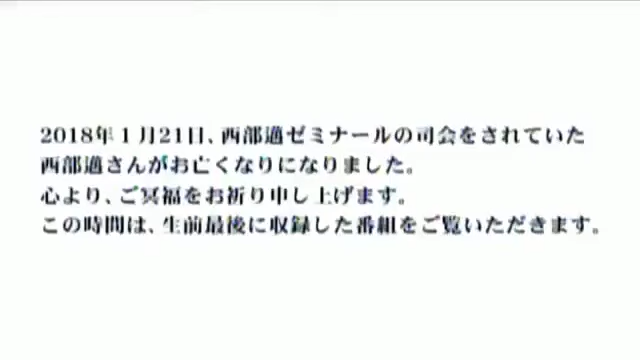 2018年1月21日、西部邁ゼミナールの司会をされていた
西部邁さんがお亡くなりになりました。
心より、ご冥福をお祈り申し上げます。
この時間は、生前最後に収録した番組をご覧いただきます。